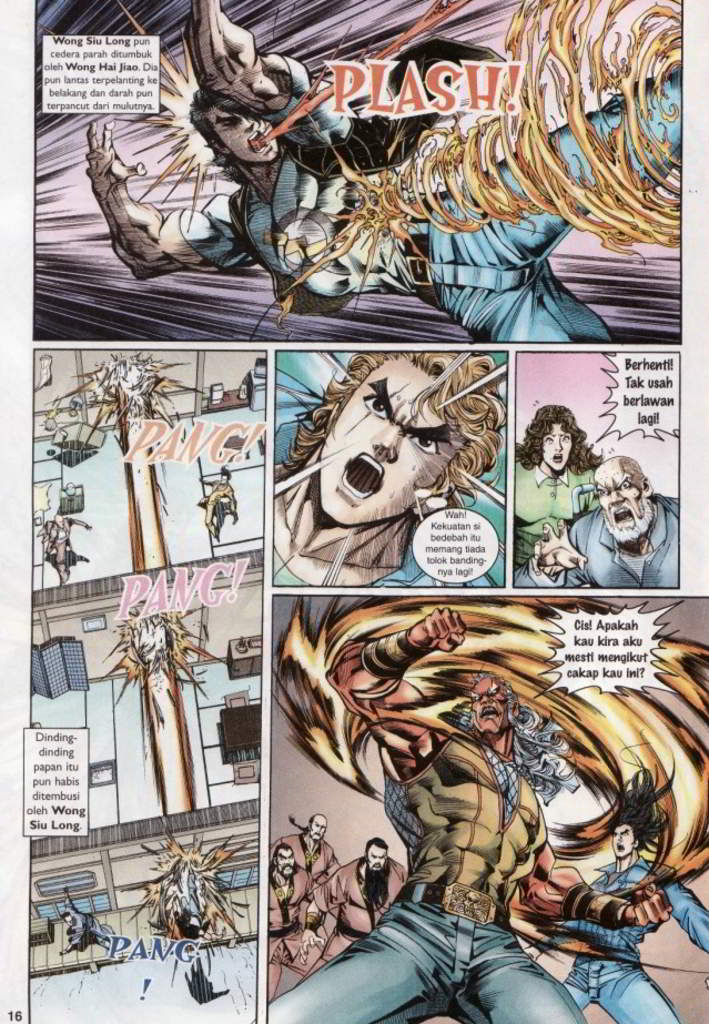 Wong Siu Long pun
cedera parah ditumbuk
oleh Wong Hai Jiao. Dia
pun lantas terpelanting ke
belakang dan darah pun
terpancut dari mulutnya.
PLASH!
PANG!
PANG!
Dinding-
dinding
papan itu
pun habis
ditembusi
oleh Wong
Siu Long.
PANG
!
Wah!
Kekuatan si
bedebah itu
memang tiada
tolok banding-
nya lagi!
Berhenti!
Tak usah
berlawan
lagi!
Cis! Apakah
kau kira aku
mesti mengikut
cakap kau ini?
16